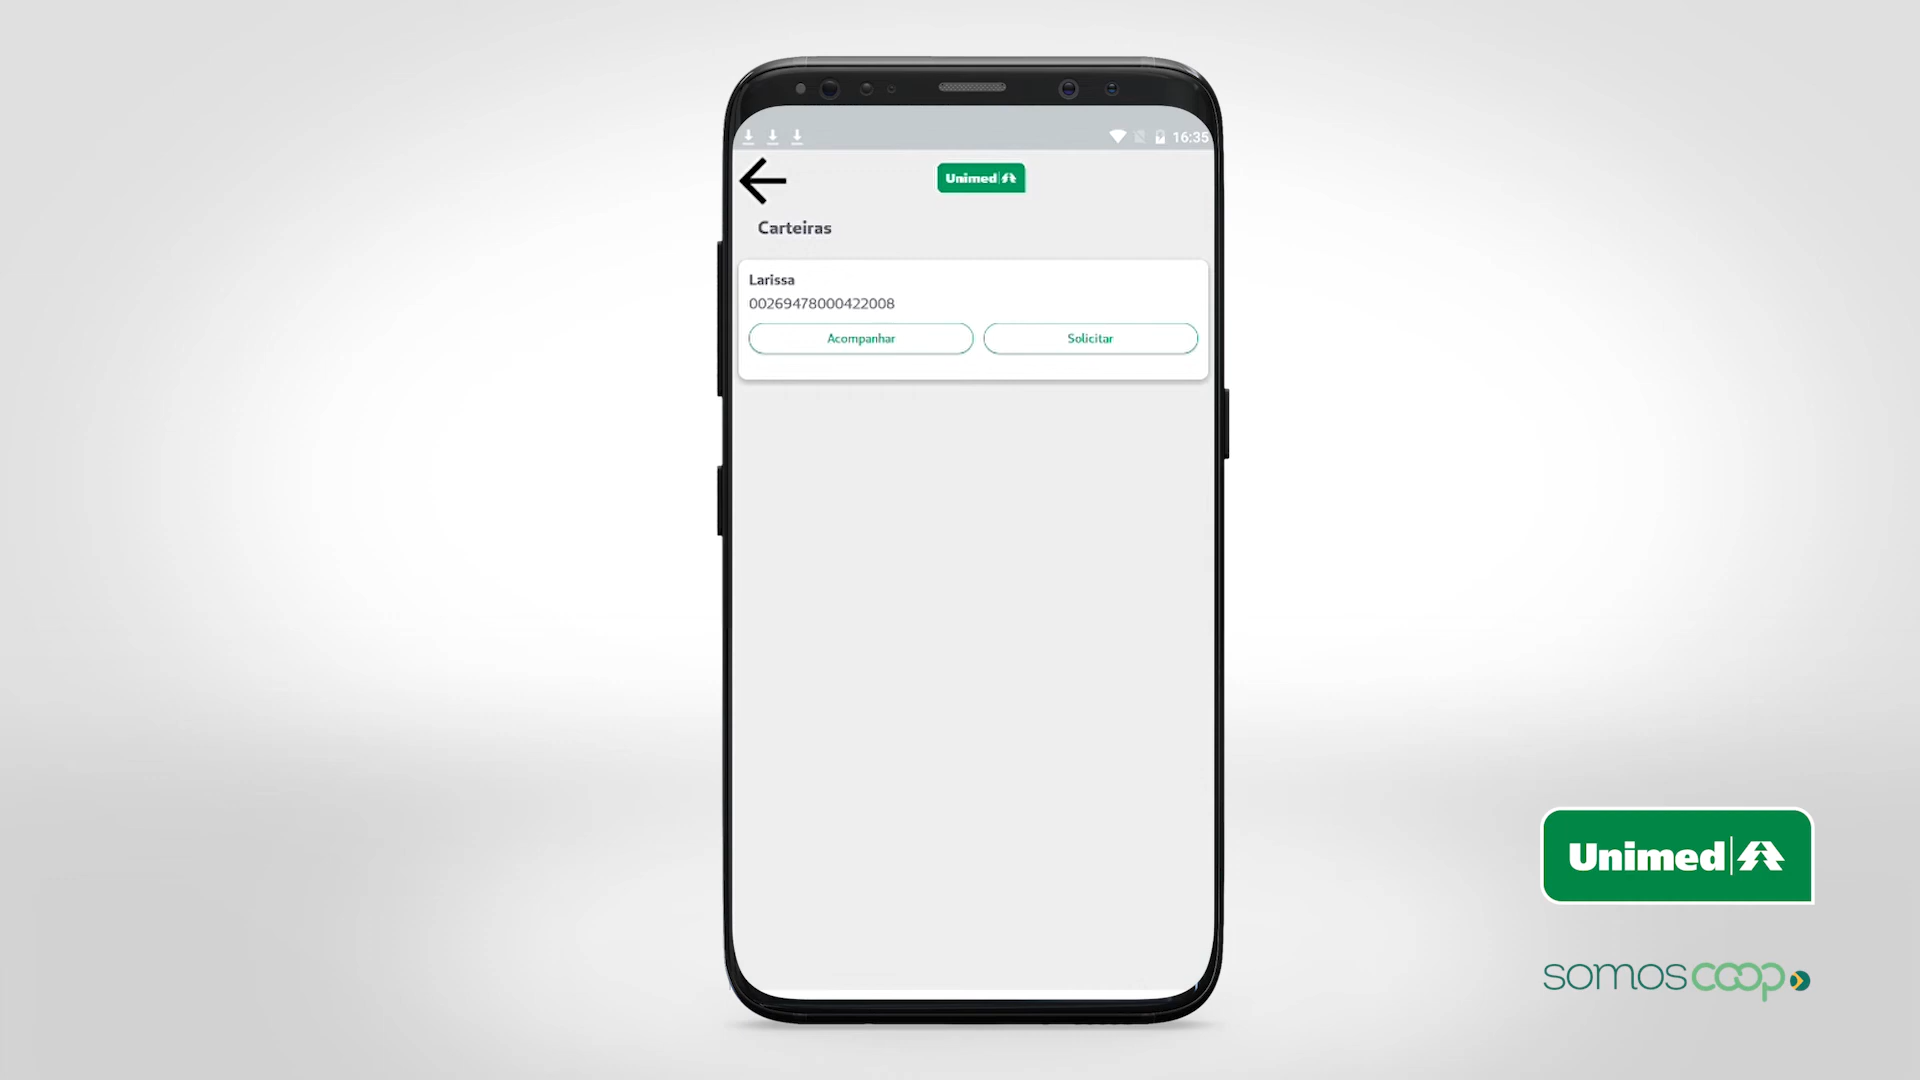 16:35
Unimed
Carteiras
Larissa
00269478000422008
Acompanhar
Solicitar
Unimed
somoscoop